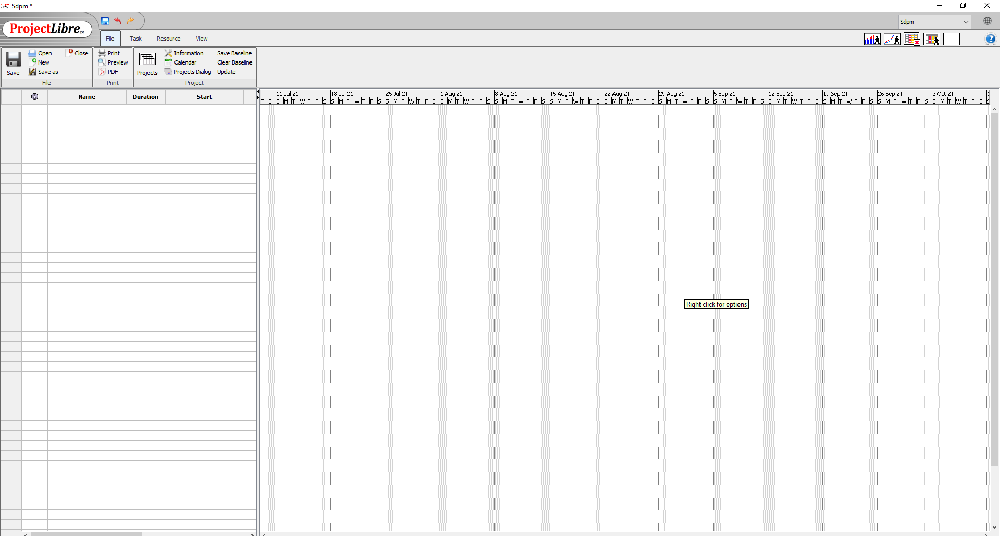 Sdpm *
ProjectLibre™
Sdpm
File Task Resource View
Save
Open
New
Save as
Close
File
Print
Preview
PDF
Print
Projects
Information
Calendar
Projects Dialog
Save Baseline
Clear Baseline
Update
Project
Name Duration Start
11 Jul 21 18 Jul 21 25 Jul 21 1 Aug 21 8 Aug 21 15 Aug 21 22 Aug 21 29 Aug 21 5 Sep 21 12 Sep 21 19 Sep 21 26 Sep 21 3 Oct 21
F S S M T W T F S S M T W T F S S M T W T F S S M T W T F S S M T W T F S S M T W T F S S M T W T F S S M T W T F S S M T W T F S S M T W T F S S M T W T F S S M T W T F S S M T W T F S S
Right click for options